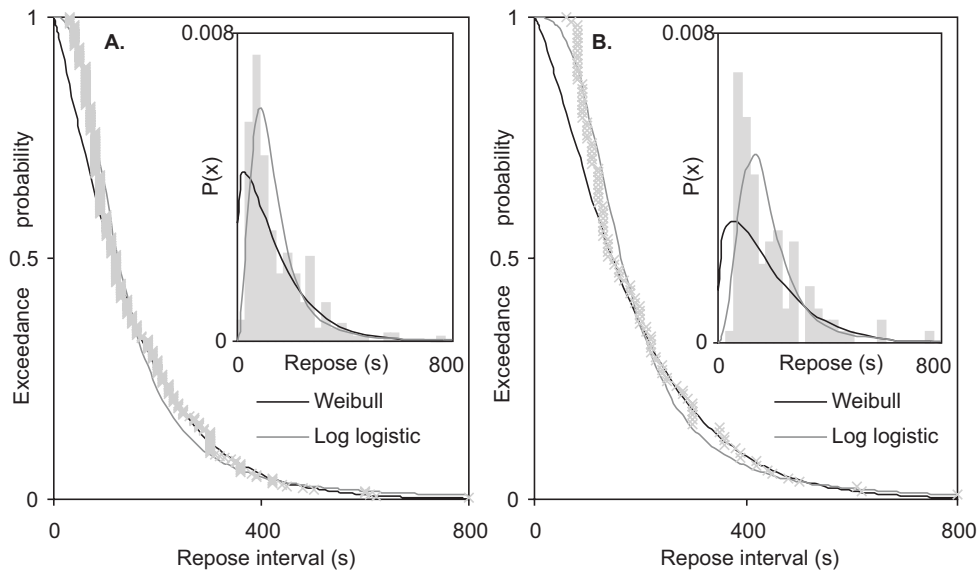 A.
1
0.5
0
Exceedance probability
0 400 800
Repose interval (s)
0.008
P(x)
0
0 800
Repose (s)
Weibull
Log logistic
B.
1
0.5
0
Exceedance probability
0 400 800
Repose interval (s)
0.008
P(x)
0
0 800
Repose (s)
Weibull
Log logistic